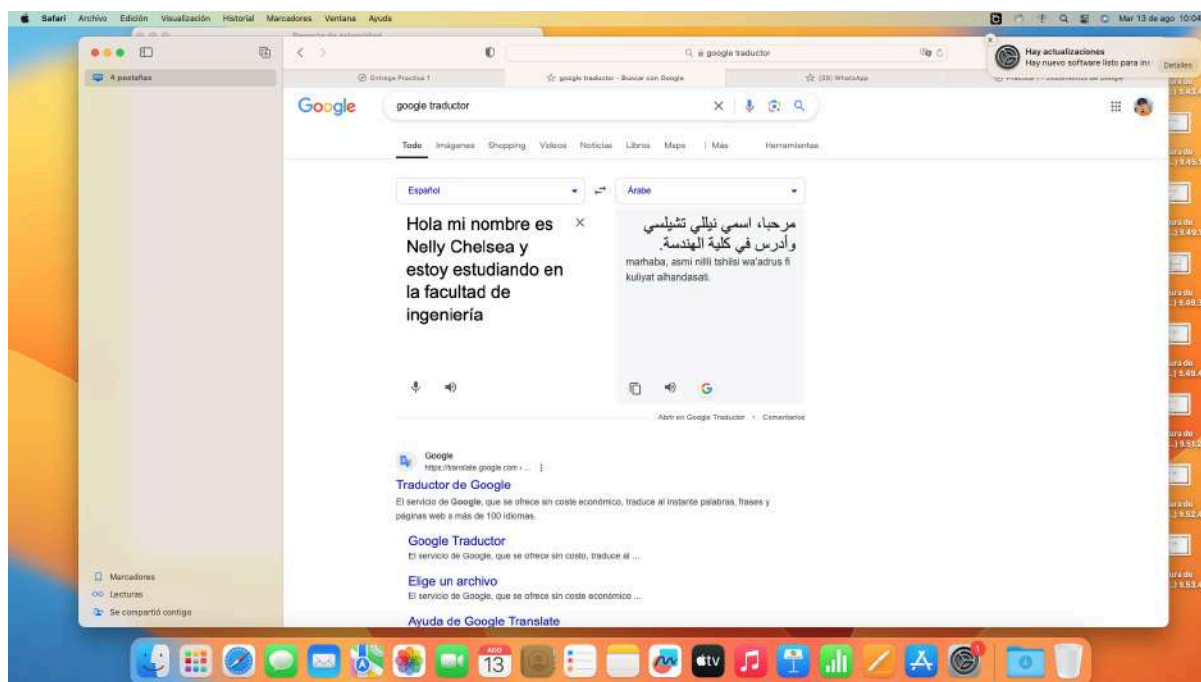 Safari Archivo Edición Visualización Historial Marcadores Ventana Ayuda
Mar 13 de ago 10:04
google traductor
Hay actualizaciones
Hay nuevo software listo para
Detalles
4 pestañas
Entrega Practica 1
google traductor - Buscar con Google
(38) WhatsApp
Google
google traductor
Todo Imágenes Shopping Videos Noticias Libros Maps Más Herramientas
Español
Árabe
Hola mi nombre es
Nelly Chelsea y
estoy estudiando en
la facultad de
ingeniería
مرحبا، اسمي نيللي تشيلسي
وأدرس في كلية الهندسة.
marhaba, asmi nilli tshilsi wa'adrus fi
kuliyat alhandasati.
Abrir en Google Traductor • Comentarios
Google
https://translate.google.com › ...
Traductor de Google
El servicio de Google, que se ofrece sin coste económico, traduce al instante palabras, frases y
páginas web a más de 100 idiomas.
Google Traductor
El servicio de Google, que se ofrece sin costo, traduce al ...
Elige un archivo
El servicio de Google, que se ofrece sin coste económico ...
Ayuda de Google Translate
Marcadores
Lecturas
Se compartió contigo
AGO
13
tv
1